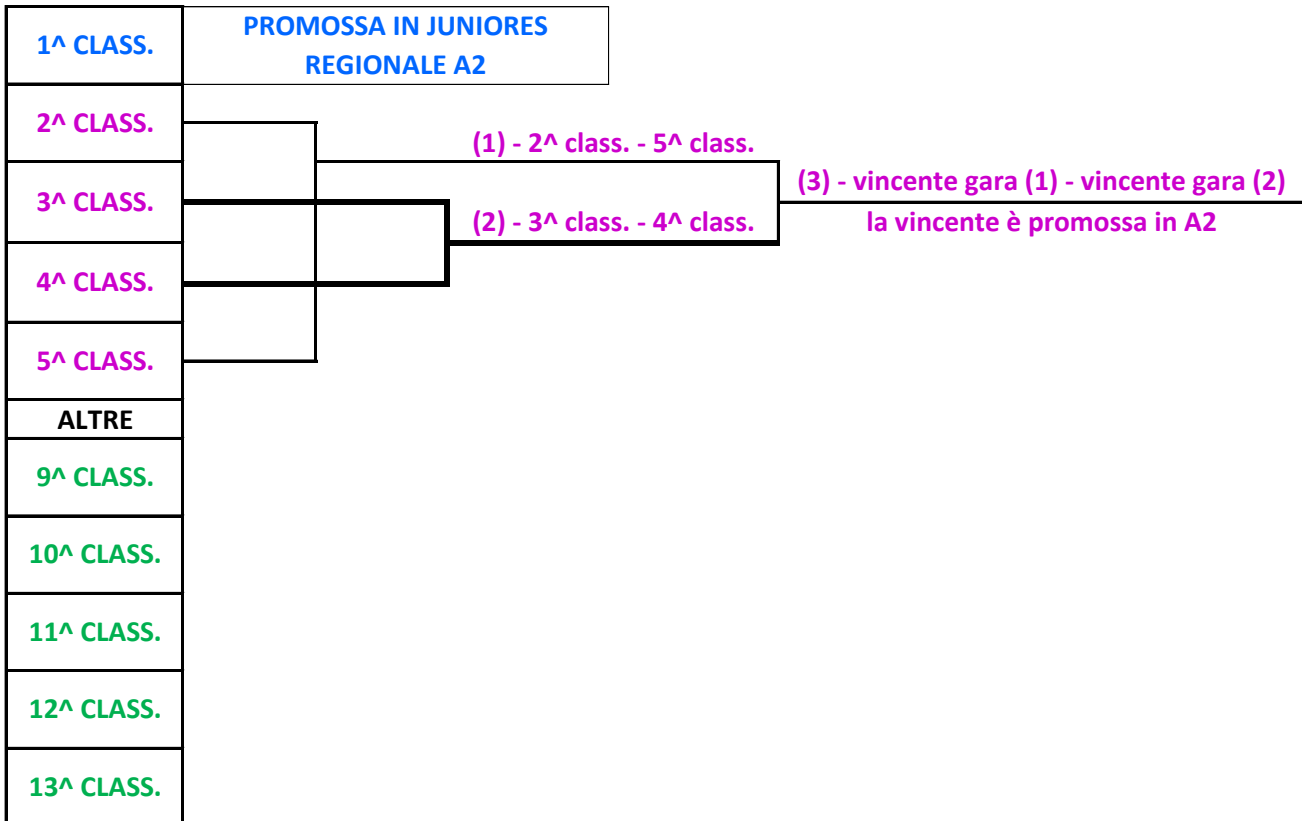 1^ CLASS.
PROMOSSA IN JUNIORES
REGIONALE A2
2^ CLASS.
(1) - 2^ class. - 5^ class.
3^ CLASS.
(3) - vincente gara (1) - vincente gara (2)
(2) - 3^ class. - 4^ class.
la vincente è promossa in A2
4^ CLASS.
5^ CLASS.
ALTRE
9^ CLASS.
10^ CLASS.
11^ CLASS.
12^ CLASS.
13^ CLASS.